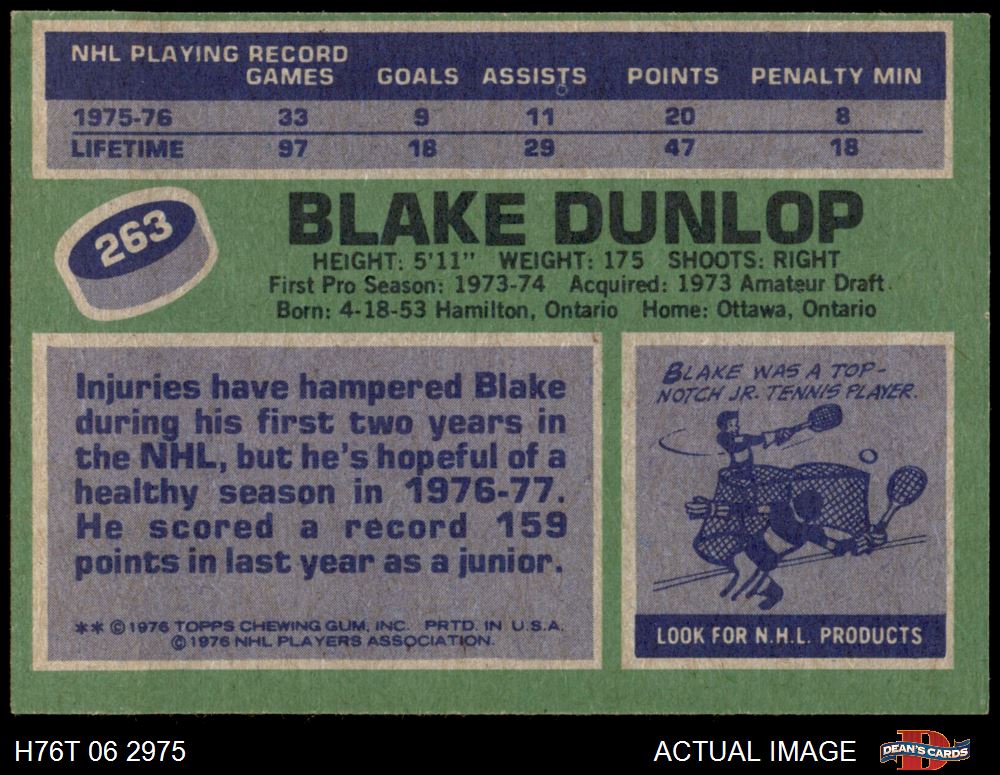 NHL PLAYING RECORD
GAMES GOALS ASSISTS POINTS PENALTY MIN
1975-76 33 9 11 20 8
LIFETIME 97 18 29 47 18
263
BLAKE DUNLOP
HEIGHT: 5'11" WEIGHT: 175 SHOOTS: RIGHT
First Pro Season: 1973-74 Acquired: 1973 Amateur Draft
Born: 4-18-53 Hamilton, Ontario Home: Ottawa, Ontario
Injuries have hampered Blake
during his first two years in
the NHL, but he's hopeful of a
healthy season in 1976-77.
He scored a record 159
points in last year as a junior.
** © 1976 TOPPS CHEWING GUM, INC. PRTD. IN U.S.A.
© 1976 NHL PLAYERS ASSOCIATION.
BLAKE WAS A TOP-
NOTCH JR. TENNIS PLAYER.
LOOK FOR N.H.L. PRODUCTS
H76T 06 2975
ACTUAL IMAGE
D
DEAN'S CARDS